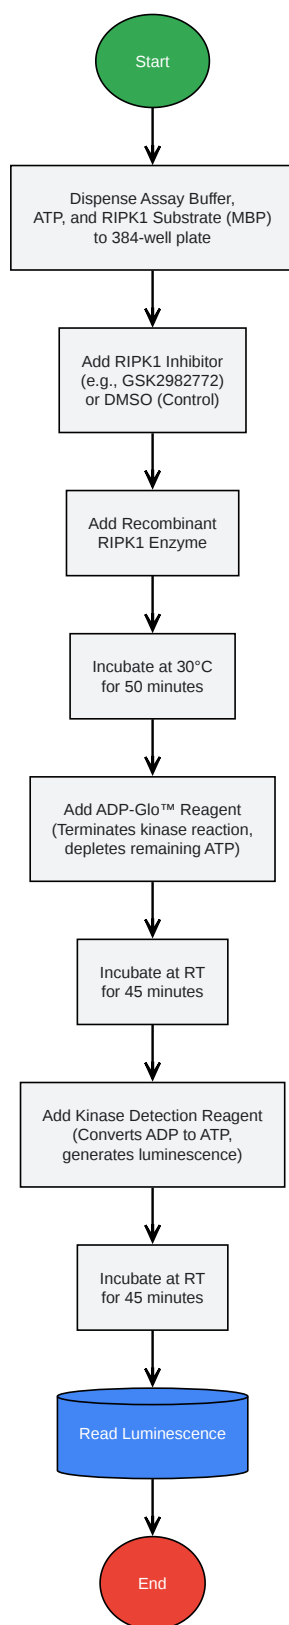 Start
Dispense Assay Buffer,
ATP, and RIPK1 Substrate (MBP)
to 384-well plate
Add RIPK1 Inhibitor
(e.g., GSK2982772)
or DMSO (Control)
Add Recombinant
RIPK1 Enzyme
Incubate at 30°C
for 50 minutes
Add ADP-Glo™ Reagent
(Terminates kinase reaction,
depletes remaining ATP)
Incubate at RT
for 45 minutes
Add Kinase Detection Reagent
(Converts ADP to ATP,
generates luminescence)
Incubate at RT
for 45 minutes
Read Luminescence
End